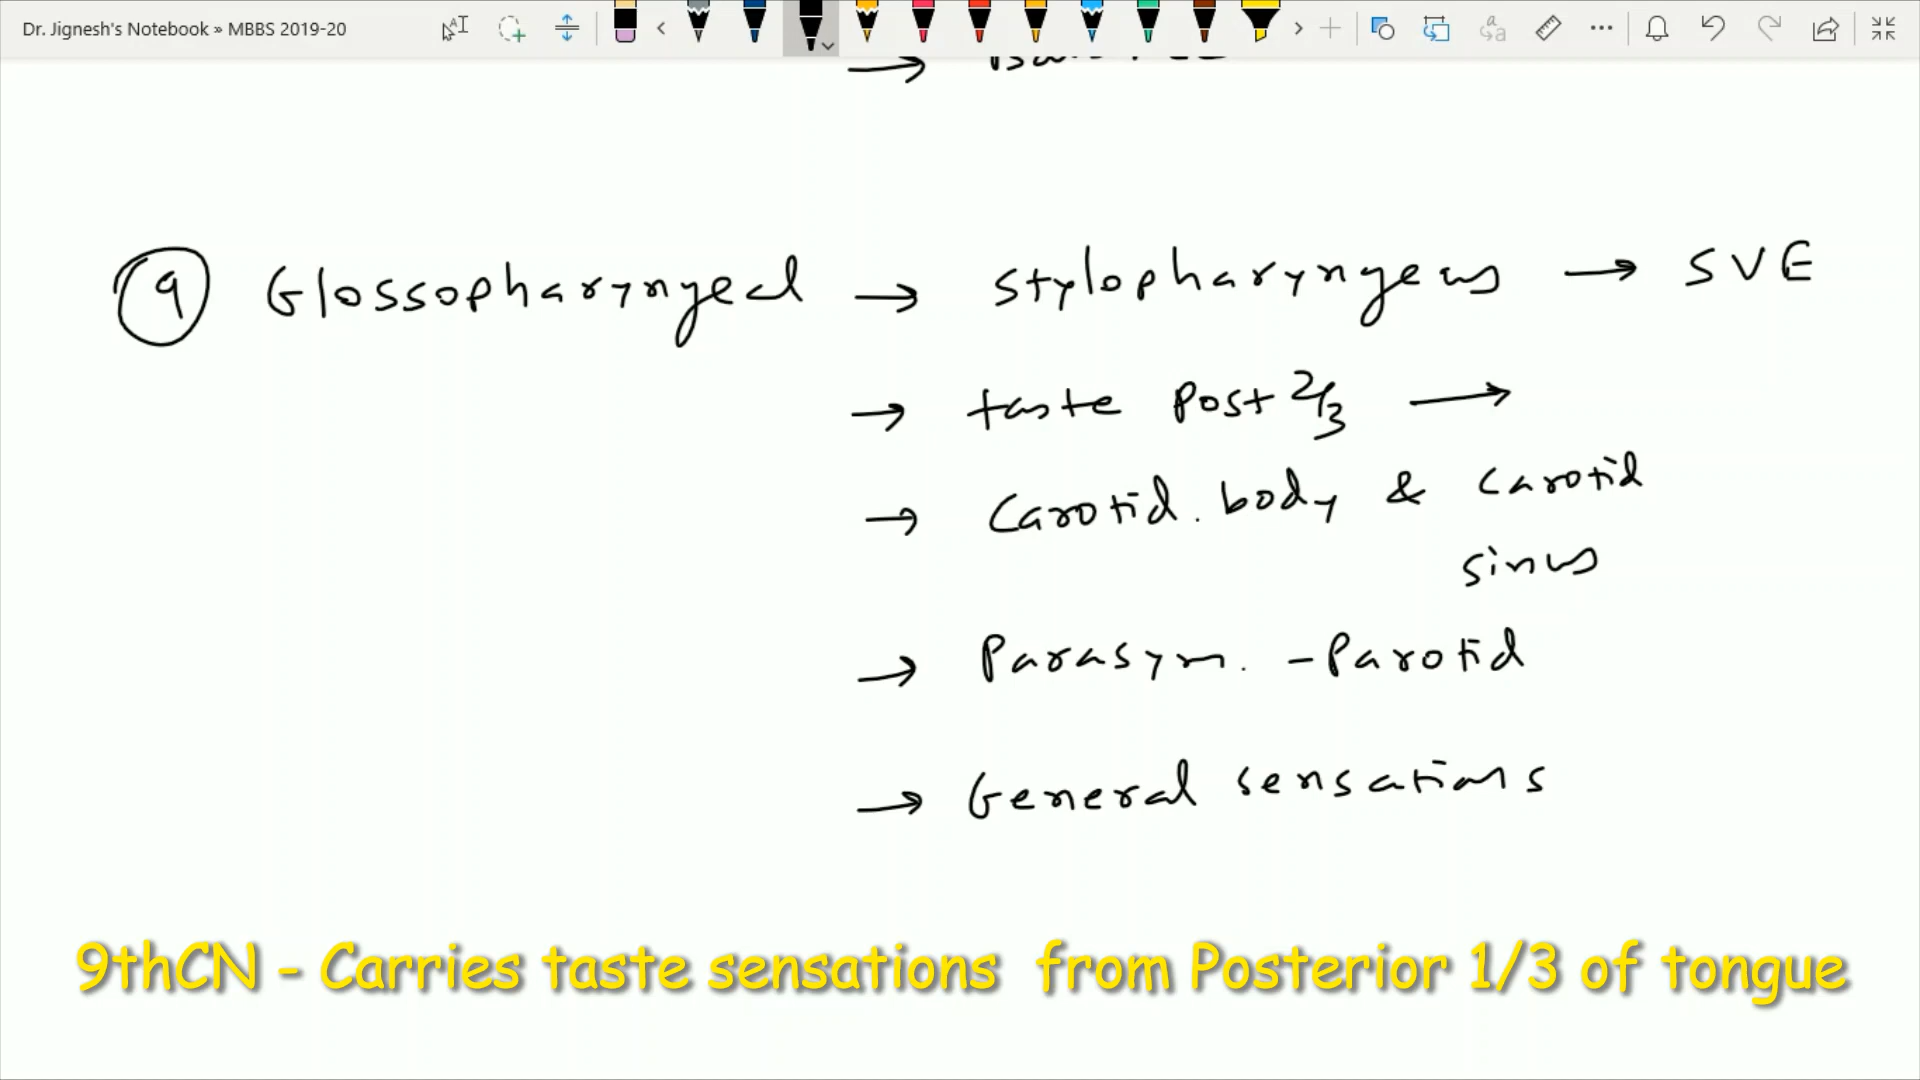 Dr. Jignesh's Notebook » MBBS 2019-20
9 Glossopharyngeal → Stylopharyngeus → SVE
→ taste Post 2/3 →
→ Carotid. body & Carotid
sinus
→ Parasym. - Parotid
→ General sensations
9thCN - Carries taste sensations from Posterior 1/3 of tongue